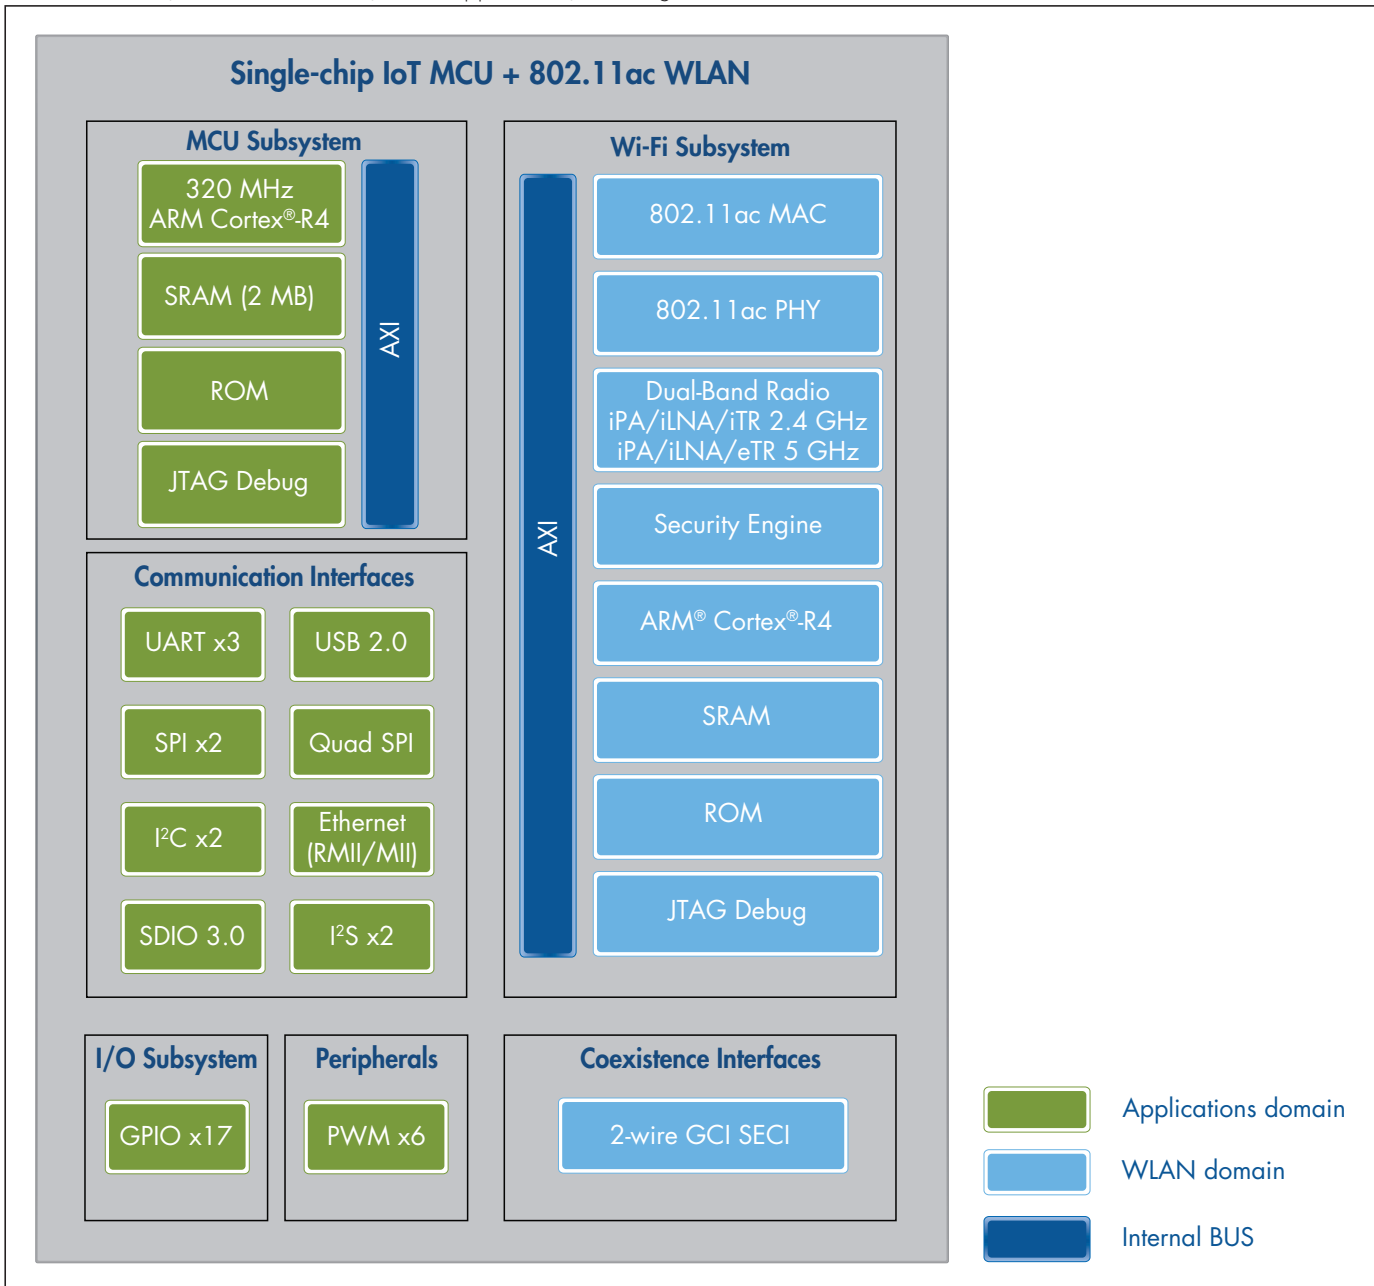 Single-chip IoT MCU + 802.11ac WLAN
MCU Subsystem
320 MHz
ARM Cortex®-R4
SRAM (2 MB)
ROM
JTAG Debug
AXI
Communication Interfaces
UART x3
USB 2.0
SPI x2
Quad SPI
I²C x2
Ethernet
(RMII/MII)
SDIO 3.0
I²S x2
I/O Subsystem
GPIO x17
Peripherals
PWM x6
Wi-Fi Subsystem
AXI
802.11ac MAC
802.11ac PHY
Dual-Band Radio
iPA/iLNA/iTR 2.4 GHz
iPA/iLNA/eTR 5 GHz
Security Engine
ARM® Cortex®-R4
SRAM
ROM
JTAG Debug
Coexistence Interfaces
2-wire GCI SECI
Applications domain
WLAN domain
Internal BUS